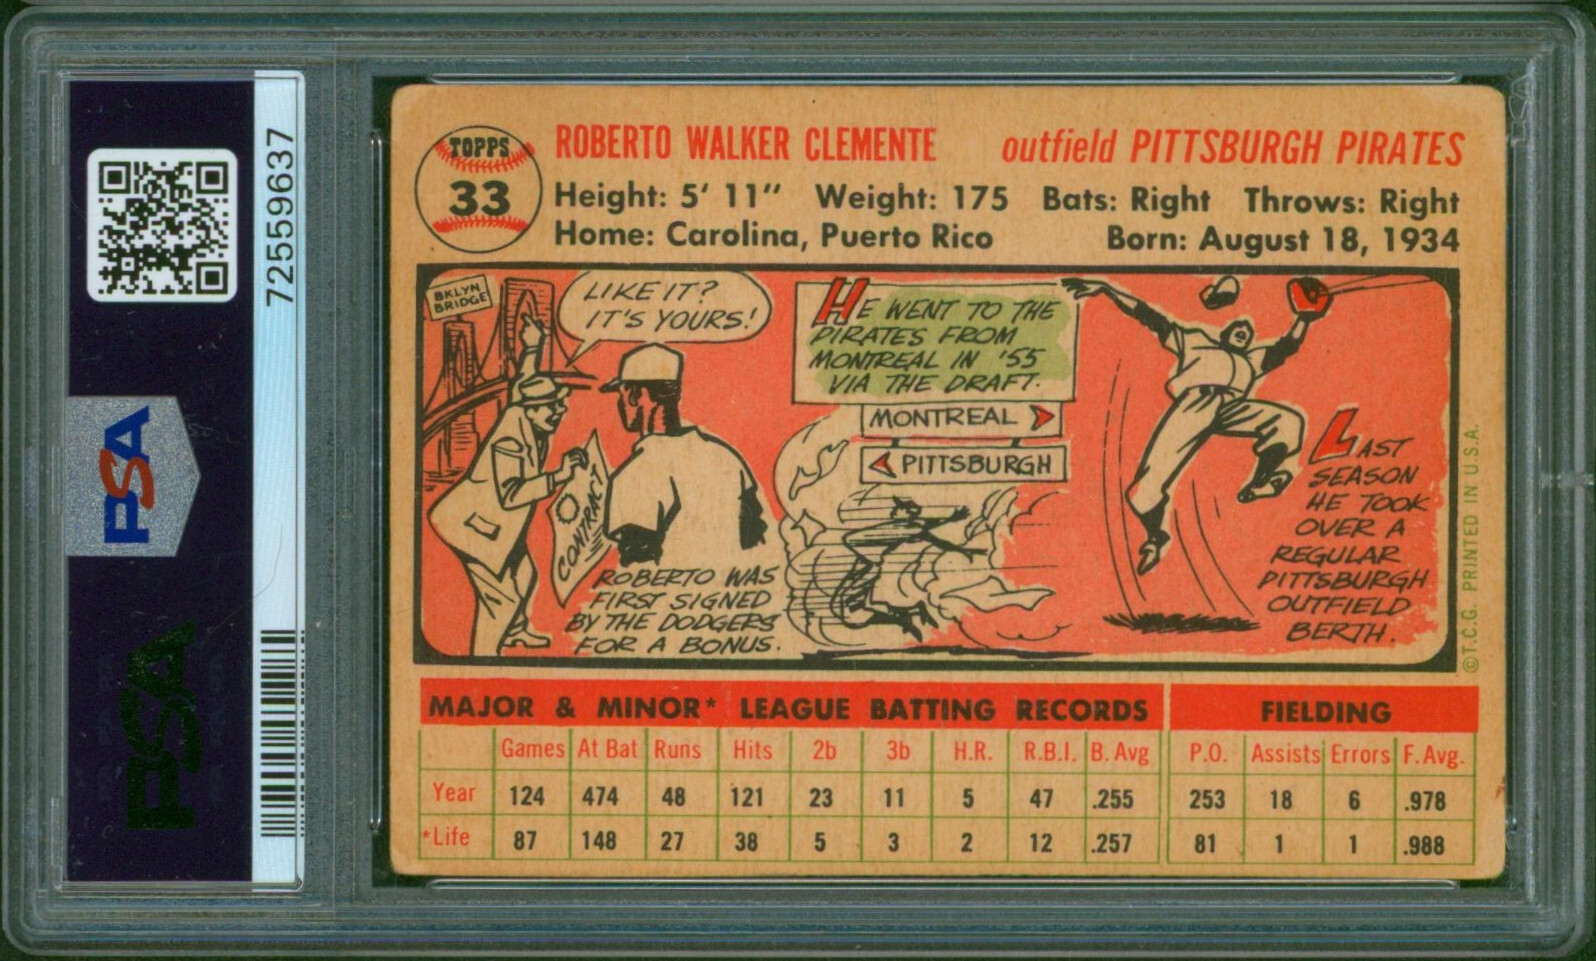 72559637
PSA
PSA
TOPPS
33
ROBERTO WALKER CLEMENTE outfield PITTSBURGH PIRATES
Height: 5' 11" Weight: 175 Bats: Right Throws: Right
Home: Carolina, Puerto Rico Born: August 18, 1934
BKLYN
BRIDGE
LIKE IT?
IT'S YOURS!
CONTRACT
ROBERTO WAS
FIRST SIGNED
BY THE DODGERS
FOR A BONUS.
HE WENT TO THE
PIRATES FROM
MONTREAL IN '55
VIA THE DRAFT.
MONTREAL
PITTSBURGH
LAST
SEASON
HE TOOK
OVER A
REGULAR
PITTSBURGH
OUTFIELD
BERTH.
©T.C.G. PRINTED IN U.S.A.
MAJOR & MINOR* LEAGUE BATTING RECORDS FIELDING
Games At Bat Runs Hits 2b 3b H.R. R.B.I. B. Avg P.O. Assists Errors F. Avg.
Year 124 474 48 121 23 11 5 47 .255 253 18 6 .978
*Life 87 148 27 38 5 3 2 12 .257 81 1 1 .988